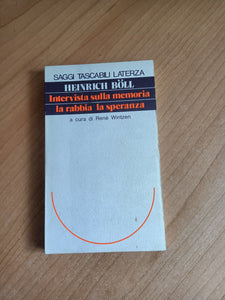 SAGGI TASCABILI LATERZA
HEINRICH BÖLL
Intervista sulla memoria
la rabbia la speranza
a cura di René Wintzen